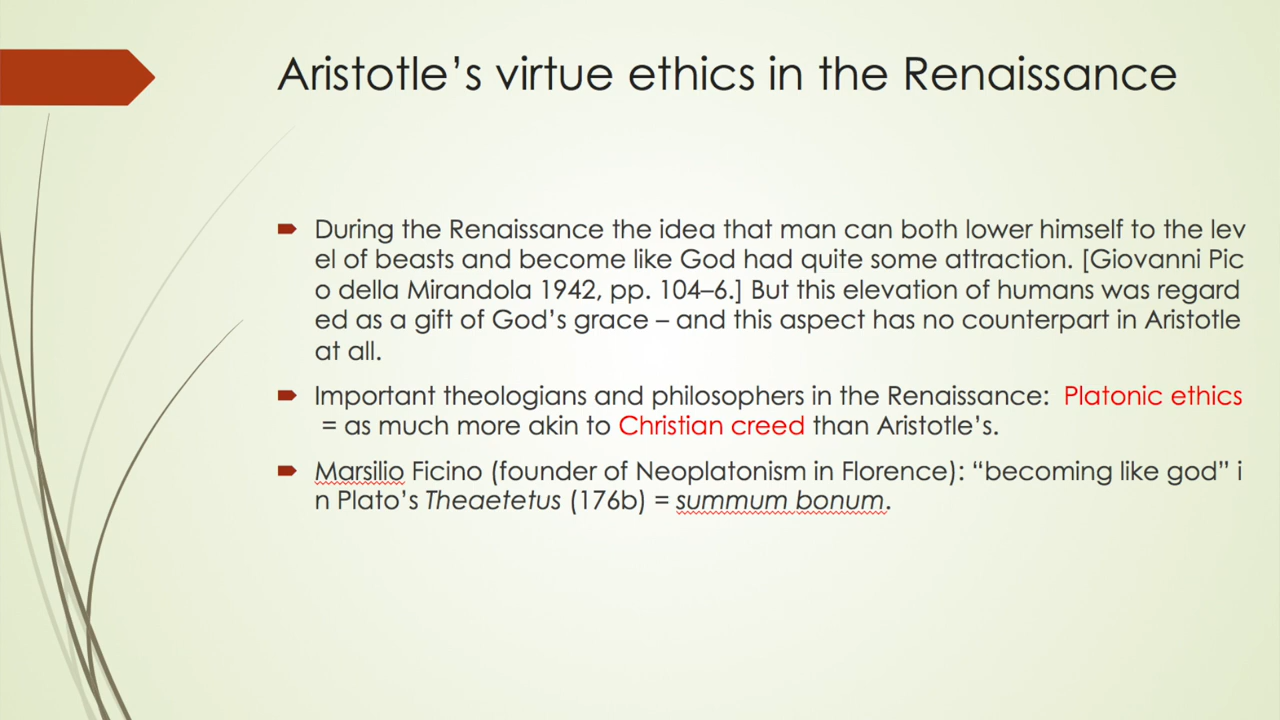 Aristotle’s virtue ethics in the Renaissance
During the Renaissance the idea that man can both lower himself to the lev
el of beasts and become like God had quite some attraction. [Giovanni Pic
o della Mirandola 1942, pp. 104–6.] But this elevation of humans was regard
ed as a gift of God’s grace – and this aspect has no counterpart in Aristotle
at all.
Important theologians and philosophers in the Renaissance: Platonic ethics
= as much more akin to Christian creed than Aristotle’s.
Marsilio Ficino (founder of Neoplatonism in Florence): “becoming like god” i
n Plato’s Theaetetus (176b) = summum bonum.